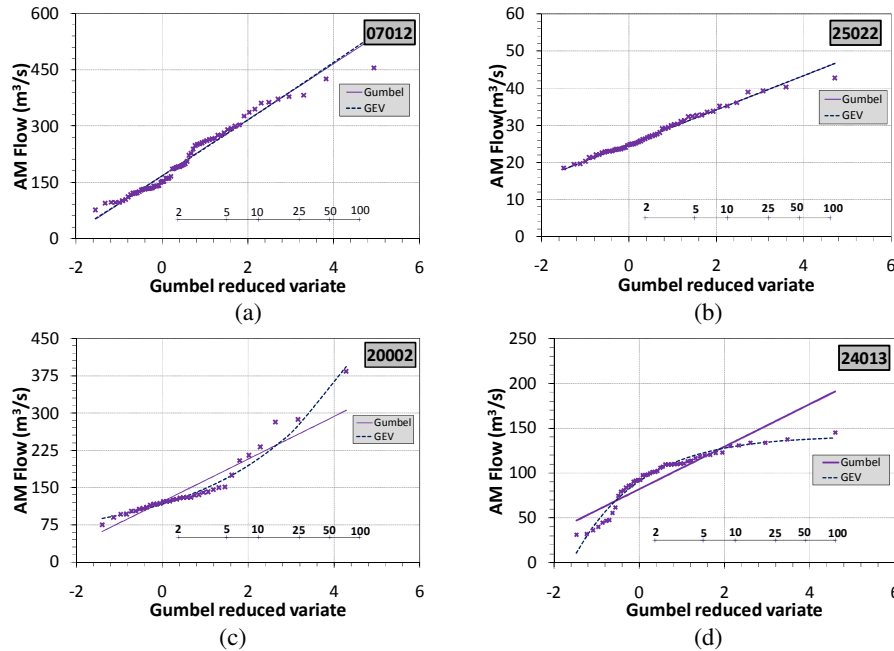 600
450
300
150
0
AM Flow(m³/s)
07012
Gumbel
GEV
2 5 10 25 50 100
-2 0 2 4 6
Gumbel reduced variate
(a)
60
50
40
30
20
10
0
AM Flow (m³/s)
25022
Gumbel
GEV
2 5 10 25 50 100
-2 0 2 4 6
Gumbel reduced variate
(b)
450
375
300
225
150
75
0
AM Flow (m³/s)
20002
Gumbel
GEV
2 5 10 25 50 100
-2 0 2 4 6
Gumbel reduced variate
(c)
250
200
150
100
50
0
AM Flow (m³/s)
24013
Gumbel
GEV
2 5 10 25 50 100
-2 0 2 4 6
Gumbel reduced variate
(d)